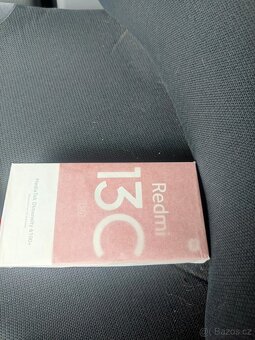 Redmi
13C
MediaTek Dimensity 6100+
© Bazos.cz